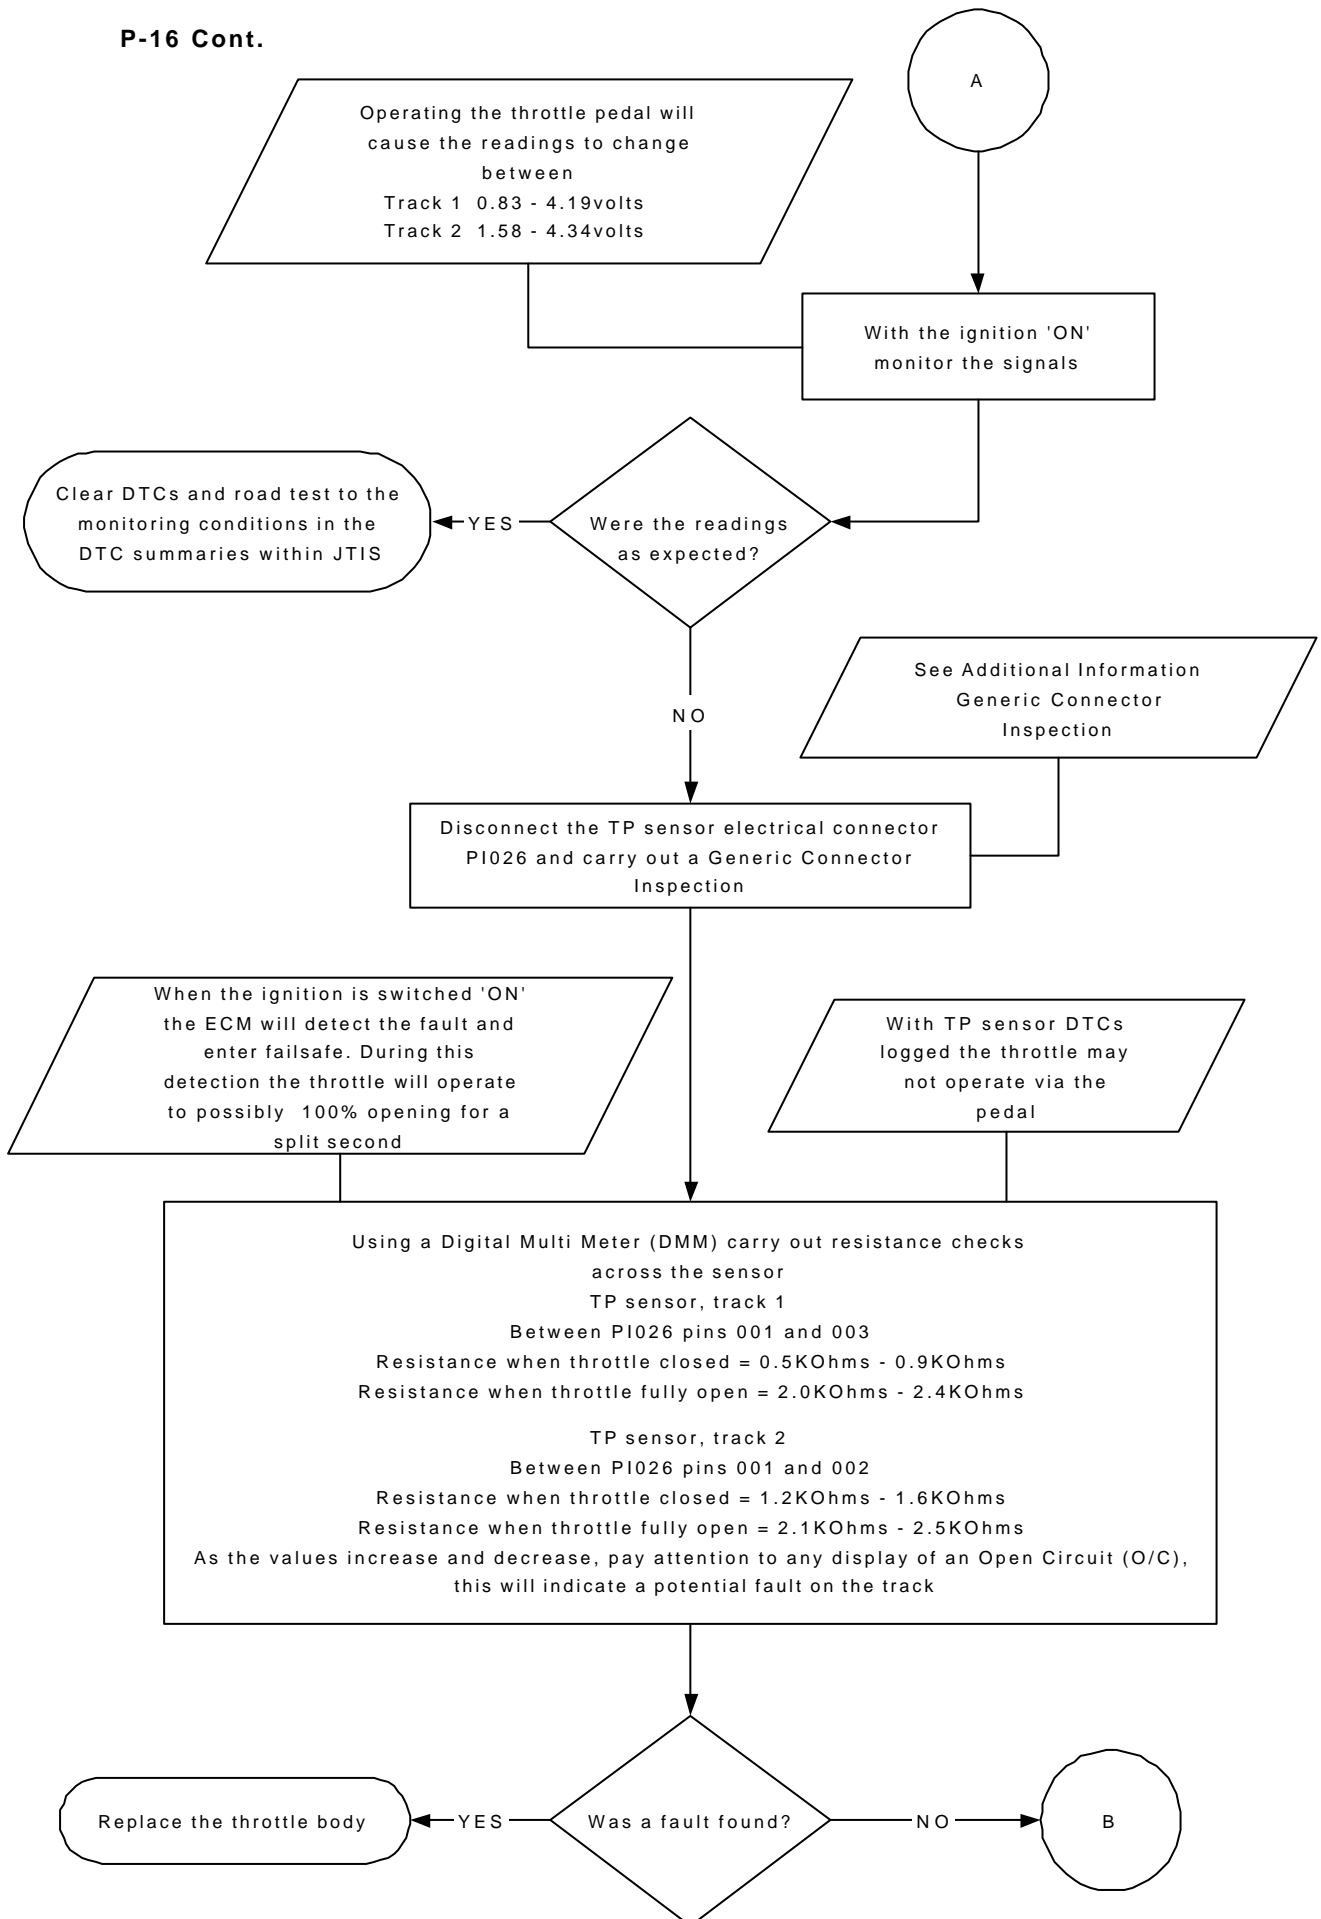 P-16 Cont.
A
Operating the throttle pedal will
cause the readings to change
between
Track 1 0.83 - 4.19volts
Track 2 1.58 - 4.34volts
With the ignition 'ON'
monitor the signals
Clear DTCs and road test to the
monitoring conditions in the
DTC summaries within JTIS
YES
Were the readings
as expected?
NO
See Additional Information
Generic Connector
Inspection
Disconnect the TP sensor electrical connector
PI026 and carry out a Generic Connector
Inspection
When the ignition is switched 'ON'
the ECM will detect the fault and
enter failsafe. During this
detection the throttle will operate
to possibly 100% opening for a
split second
With TP sensor DTCs
logged the throttle may
not operate via the
pedal
Using a Digital Multi Meter (DMM) carry out resistance checks
across the sensor
TP sensor, track 1
Between PI026 pins 001 and 003
Resistance when throttle closed = 0.5KOhms - 0.9KOhms
Resistance when throttle fully open = 2.0KOhms - 2.4KOhms
TP sensor, track 2
Between PI026 pins 001 and 002
Resistance when throttle closed = 1.2KOhms - 1.6KOhms
Resistance when throttle fully open = 2.1KOhms - 2.5KOhms
As the values increase and decrease, pay attention to any display of an Open Circuit (O/C),
this will indicate a potential fault on the track
Replace the throttle body
YES
Was a fault found?
NO
B